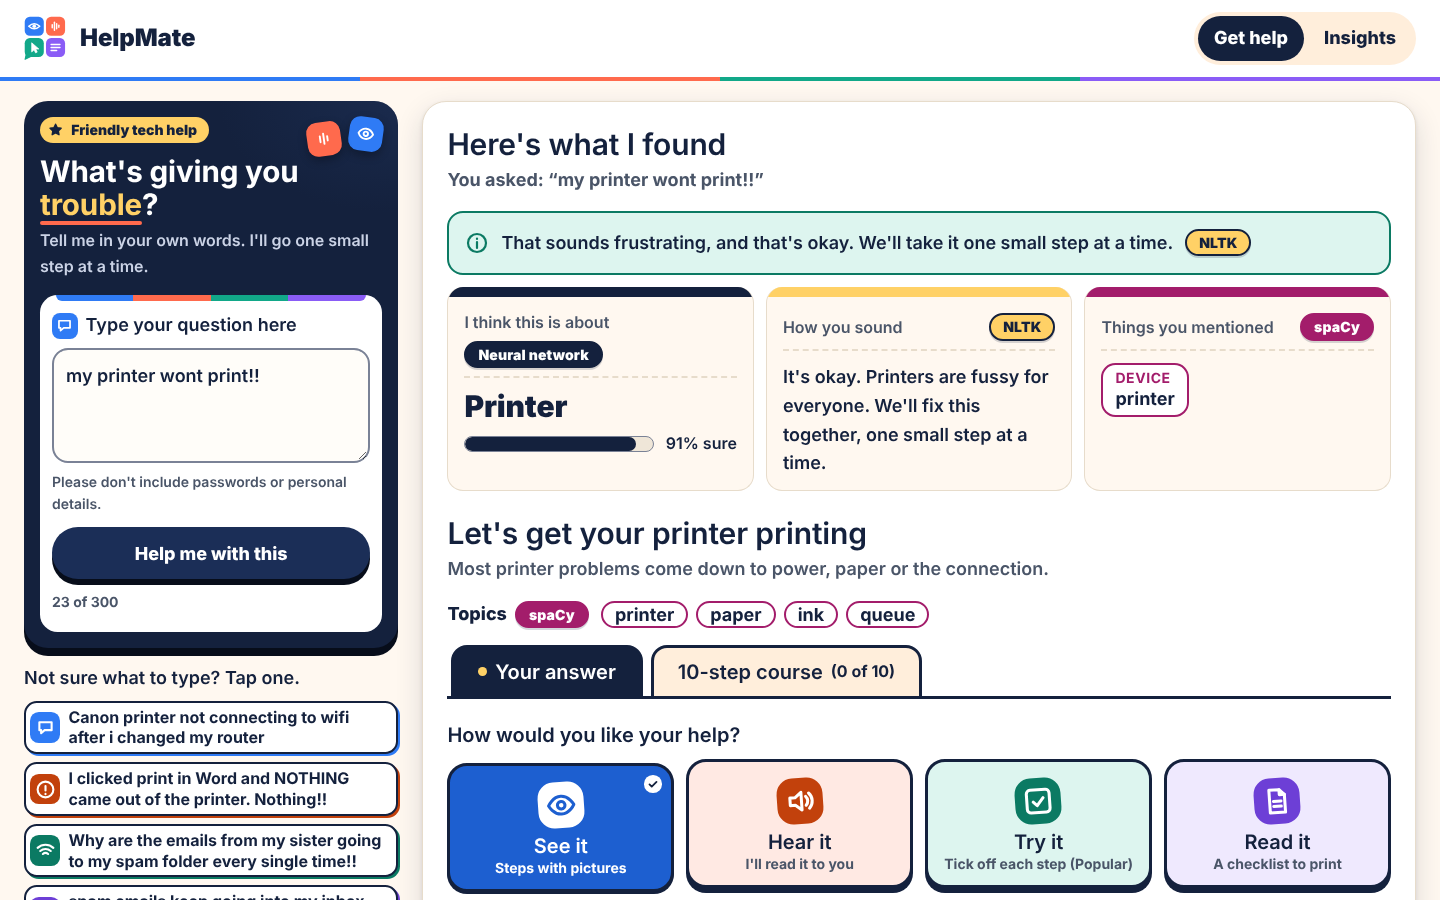 HelpMate
Get help
Insights
Friendly tech help
What's giving you
trouble?
Tell me in your own words. I'll go one small
step at a time.
Type your question here
my printer wont print!!
Please don't include passwords or personal
details.
Help me with this
23 of 300
Not sure what to type? Tap one.
Canon printer not connecting to wifi
after i changed my router
I clicked print in Word and NOTHING
came out of the printer. Nothing!!
Why are the emails from my sister going
to my spam folder every single time!!
spam emails keep going into my inbox
Here's what I found
You asked: “my printer wont print!!”
That sounds frustrating, and that's okay. We'll take it one small step at a time. NLTK
I think this is about
Neural network
Printer
91% sure
How you sound NLTK
It's okay. Printers are fussy for
everyone. We'll fix this
together, one small step at a
time.
Things you mentioned spaCy
DEVICE
printer
Let's get your printer printing
Most printer problems come down to power, paper or the connection.
Topics spaCy printer paper ink queue
Your answer
10-step course (0 of 10)
How would you like your help?
See it
Steps with pictures
Hear it
I'll read it to you
Try it
Tick off each step (Popular)
Read it
A checklist to print